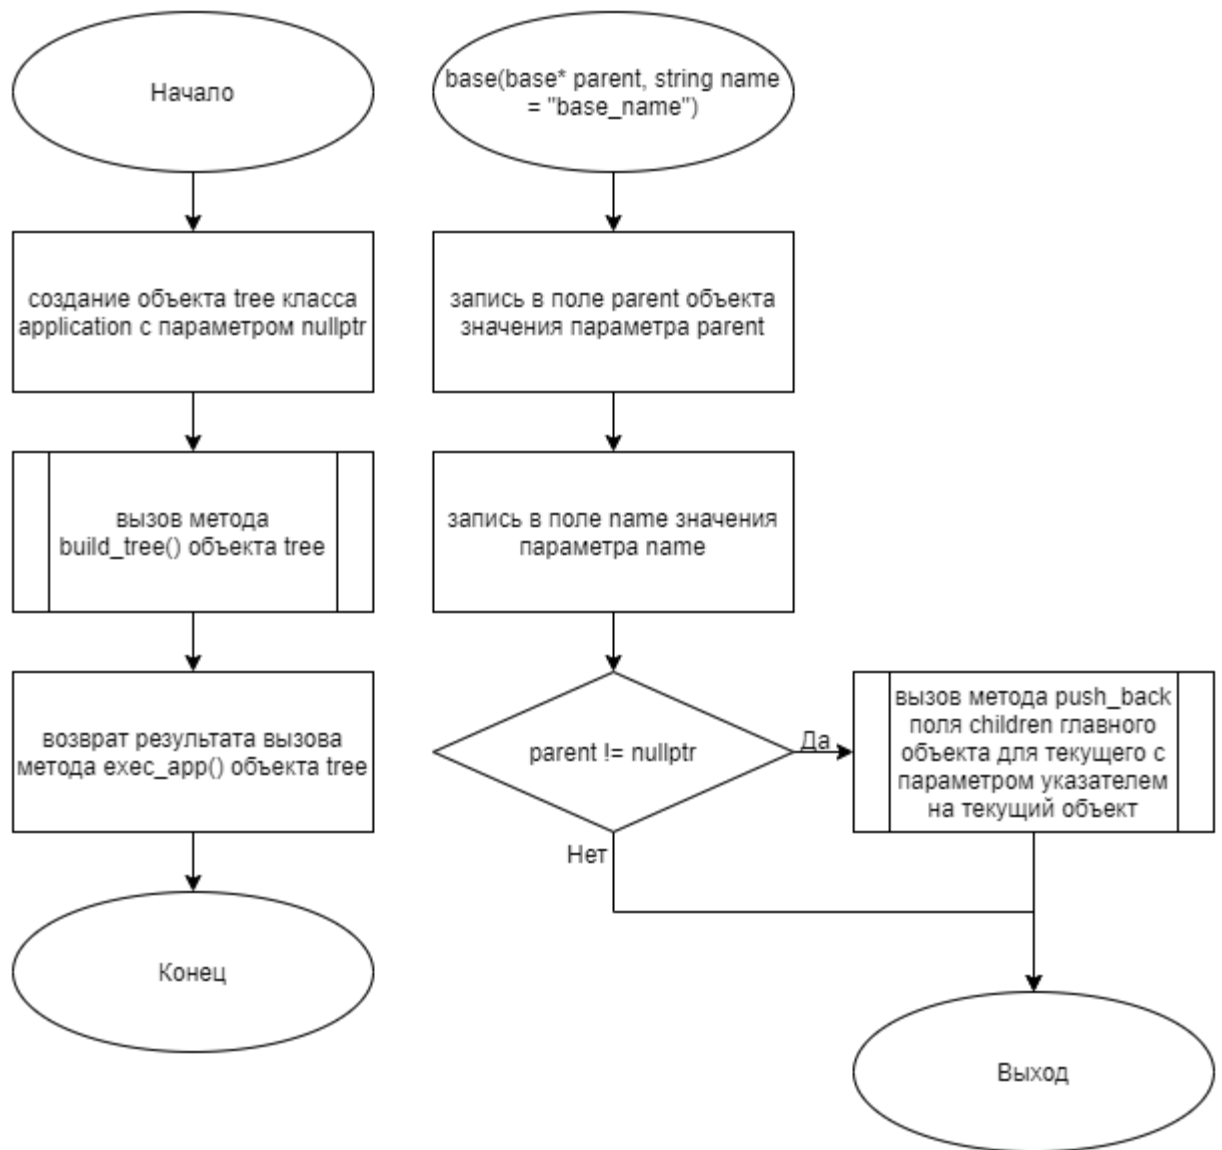 Начало
создание объекта tree класса
application с параметром nullptr
вызов метода
build_tree() объекта tree
возврат результата вызова
метода exec_app() объекта tree
Конец
base(base* parent, string name
= "base_name")
запись в поле parent объекта
значения параметра parent
запись в поле name значения
параметра name
parent != nullptr
Да
Нет
вызов метода push_back
поля children главного
объекта для текущего с
параметром указателем
на текущий объект
Выход